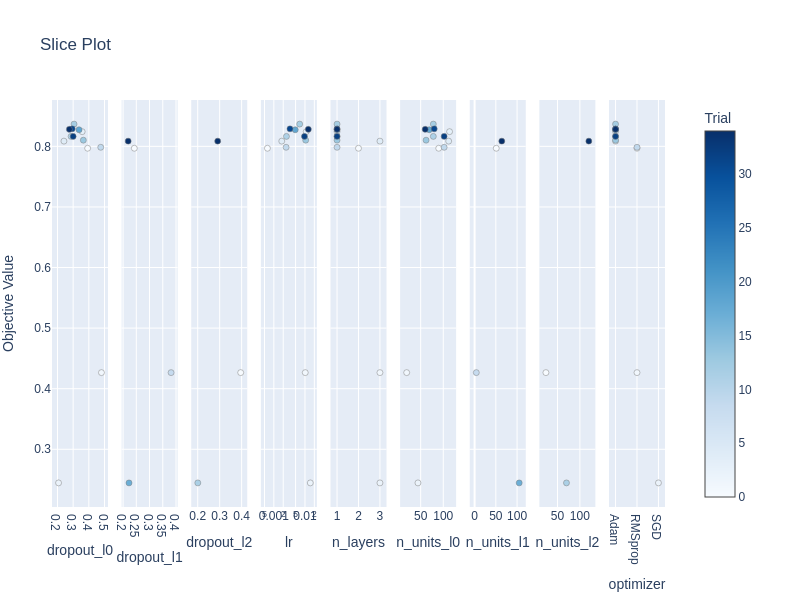 Slice Plot
Trial
Objective Value
0.8
0.7
0.6
0.5
0.4
0.3
30
25
20
15
10
5
0
0.2
0.3
0.4
0.5
0.2
0.25
0.3
0.35
0.4
0.2 0.3 0.4
1 2 3
50 100
0 50 100
50 100
Adam
RMSprop
SGD
dropout_l0
dropout_l1
dropout_l2
lr
n_layers
n_units_l0
n_units_l1
n_units_l2
optimizer